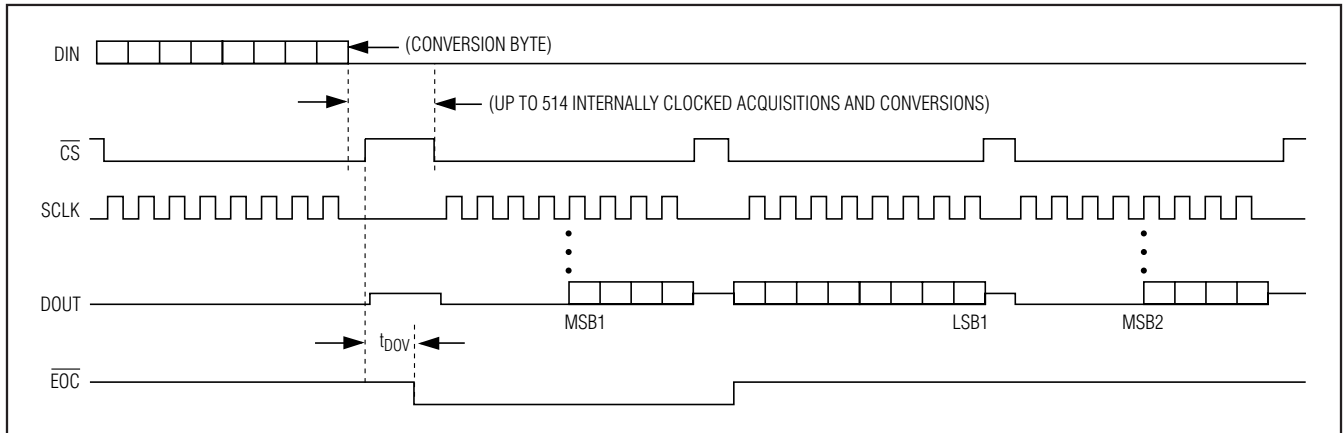 DIN
(CONVERSION BYTE)
(UP TO 514 INTERNALLY CLOCKED ACQUISITIONS AND CONVERSIONS)
CS
SCLK
DOUT
MSB1
LSB1
MSB2
tDOV
EOC